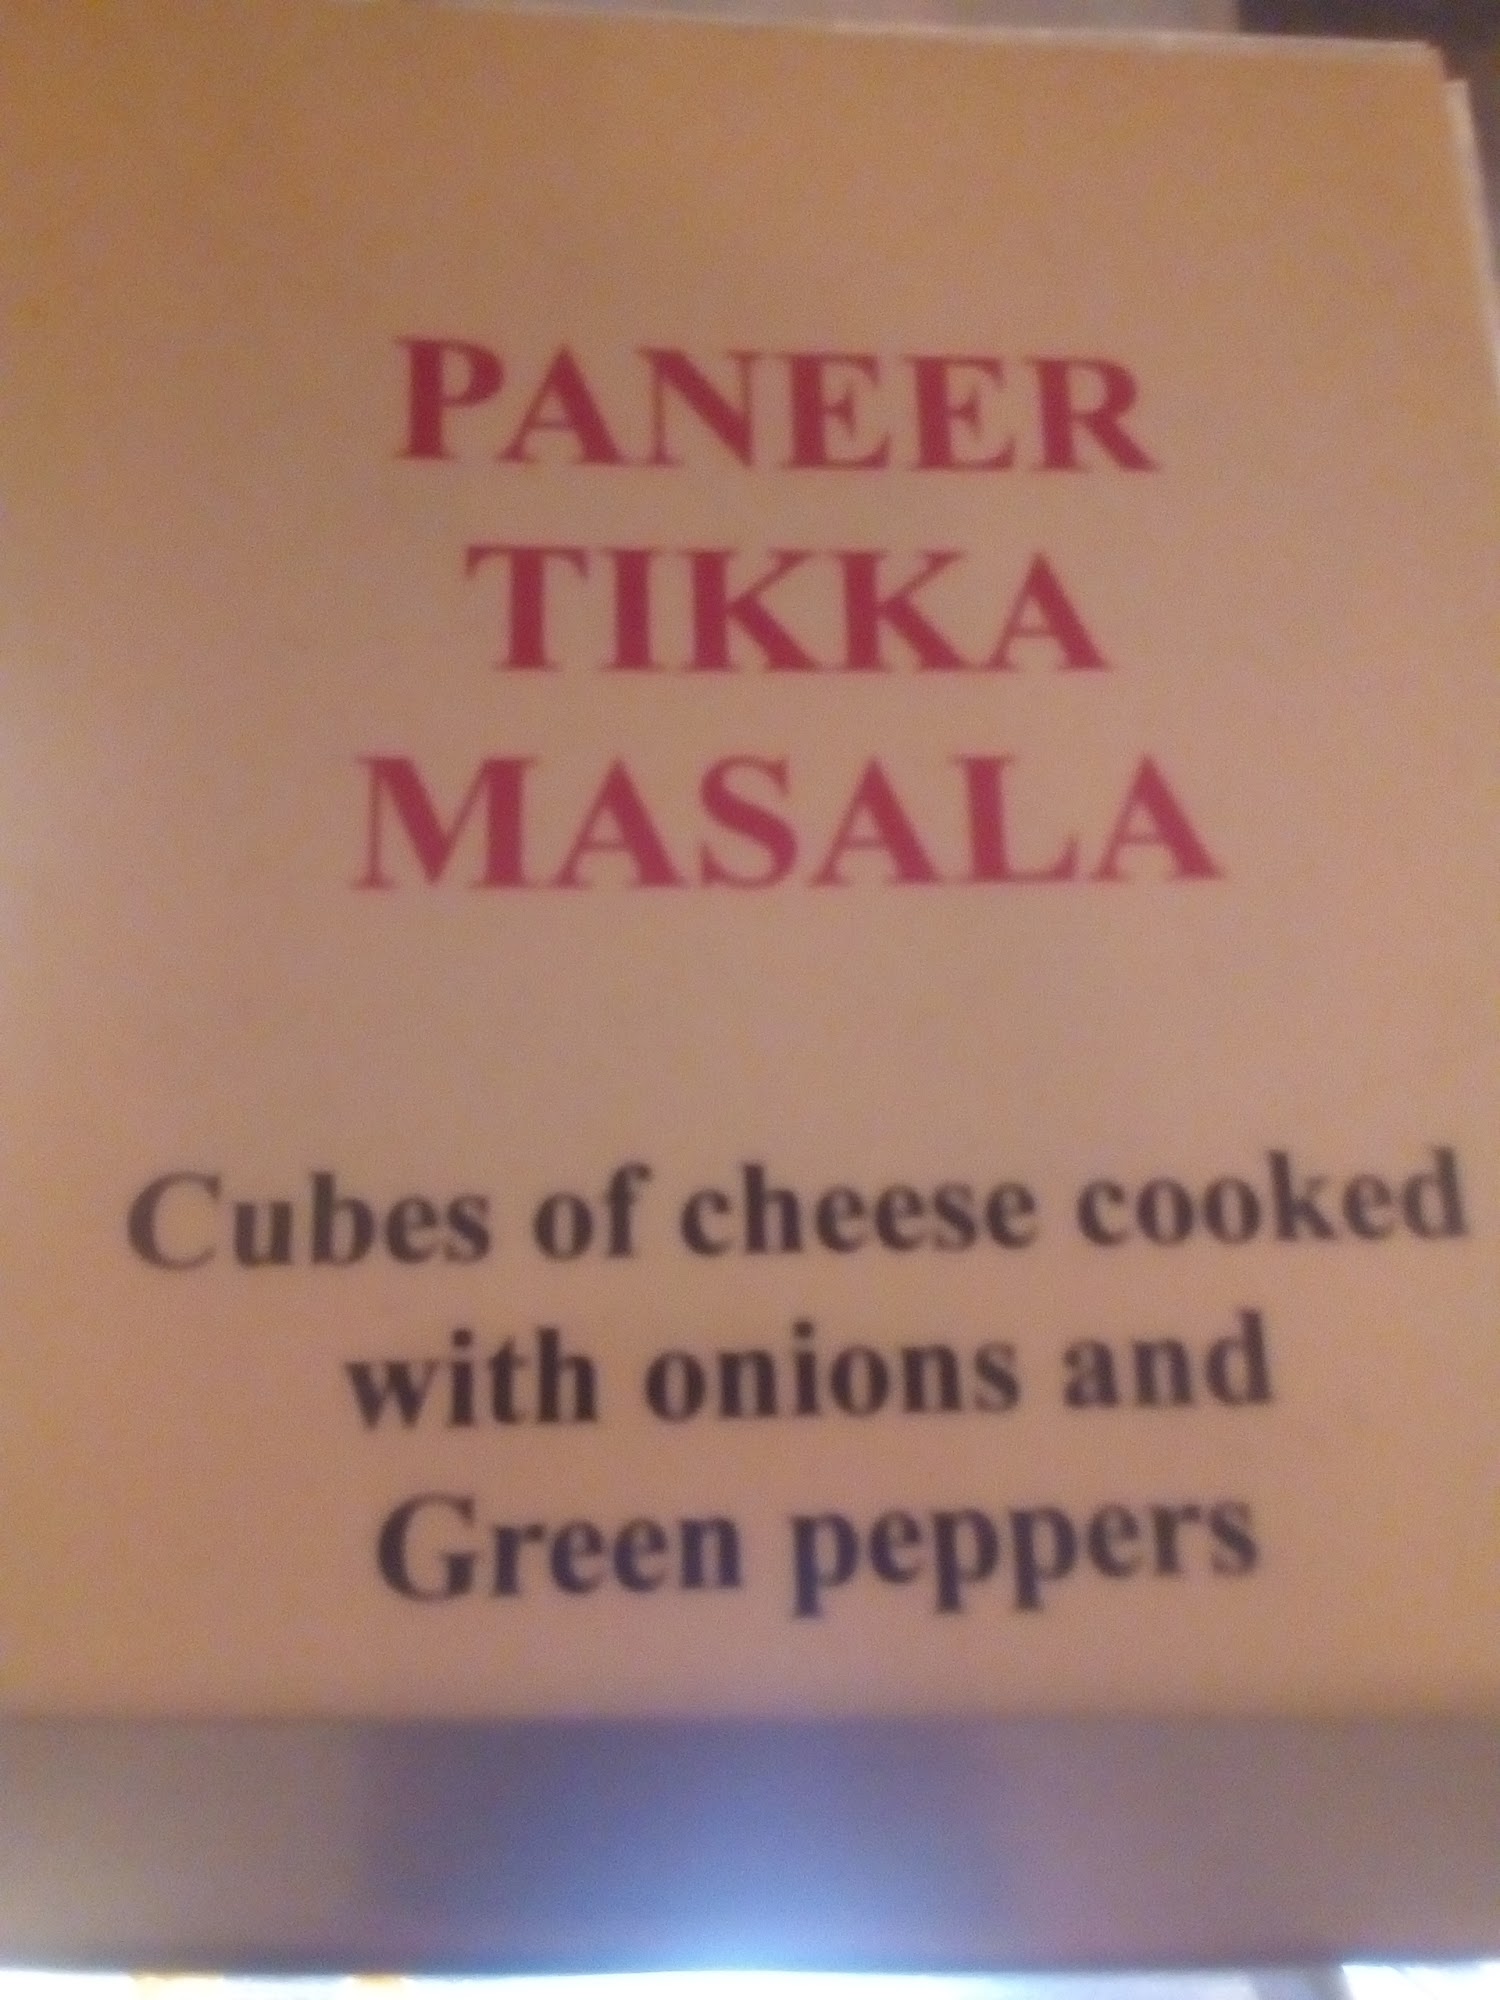 PANEER
TIKKA
MASALA
Cubes of cheese cooked
with onions and
Green peppers